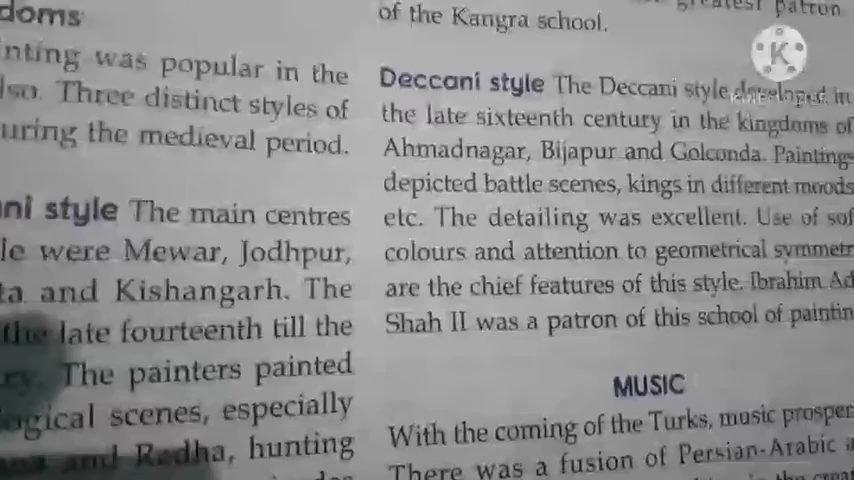 doms
nting was popular in the
lso. Three distinct styles of
uring the medieval period.
ni style The main centres
le were Mewar, Jodhpur,
ta and Kishangarh. The
the late fourteenth till the
ry. The painters painted
logical scenes, especially
and Radha, hunting
greatest patron
of the Kangra school.
Deccani style The Deccani style developed in
the late sixteenth century in the kingdoms of
Ahmadnagar, Bijapur and Golconda. Paintings
depicted battle scenes, kings in different moods
etc. The detailing was excellent. Use of sof
colours and attention to geometrical symmetr
are the chief features of this style. Ibrahim Ad
Shah II was a patron of this school of paintin
MUSIC
With the coming of the Turks, music prosper
There was a fusion of Persian-Arabic a
K